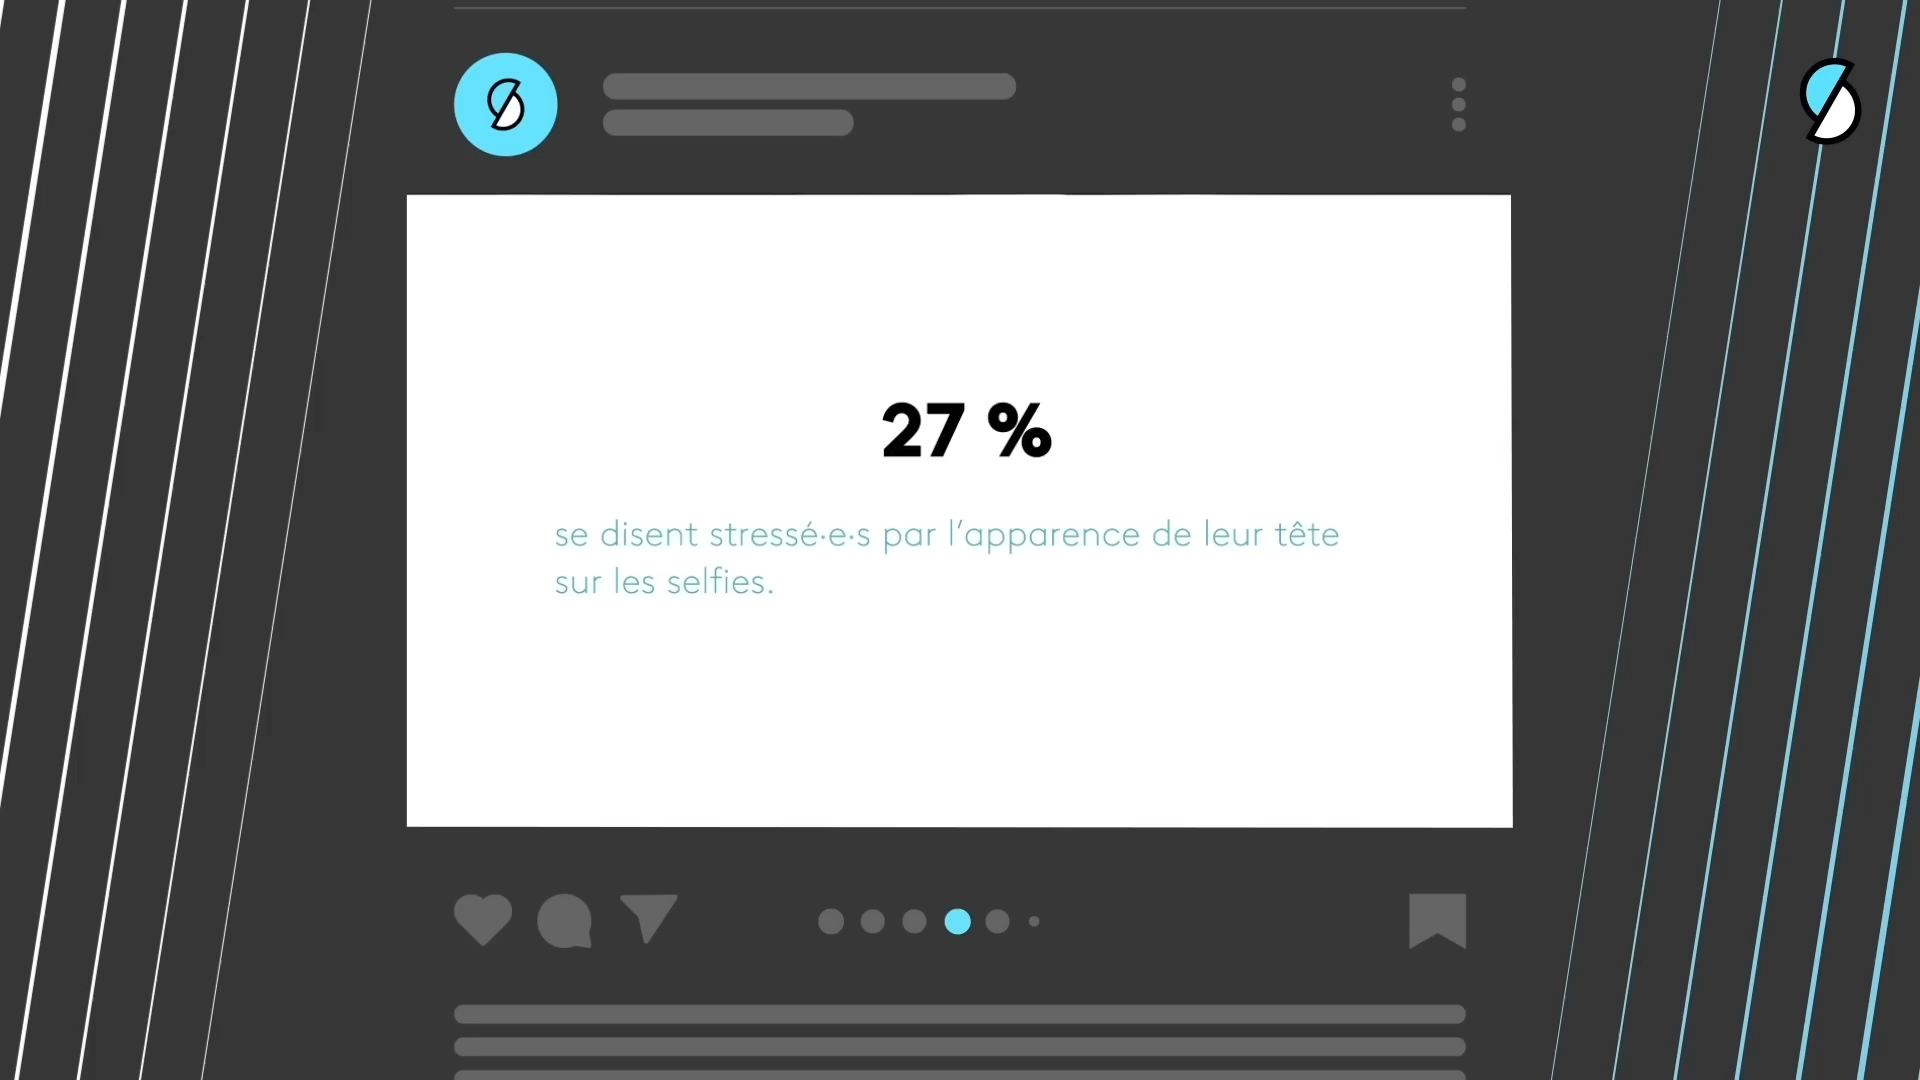 27 %
se disent stressé·e·s par l’apparence de leur tête
sur les selfies.